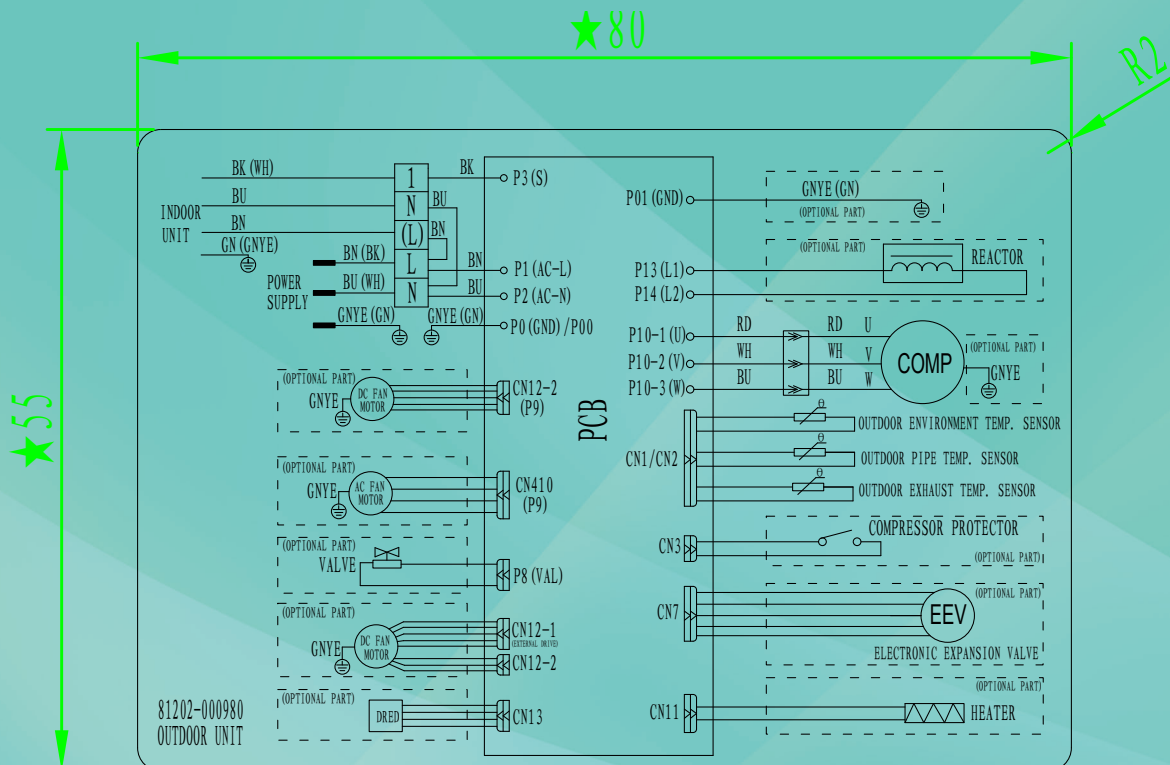 ★80
R2
★55
BK(WH)
1
BK
P3(S)
BU
N
BU
INDOOR
UNIT
BN
(L)
BN
GN(GNYE)
BN(BK)
L
BN
P1(AC-L)
POWER
SUPPLY
BU(WH)
N
BU
P2(AC-N)
GNYE(GN)
GNYE(GN)
P0(GND)/P00
(OPTIONAL PART)
GNYE
DC FAN
MOTOR
CN12-2
(P9)
(OPTIONAL PART)
GNYE
AC FAN
MOTOR
CN410
(P9)
(OPTIONAL PART)
VALVE
P8(VAL)
(OPTIONAL PART)
GNYE
DC FAN
MOTOR
CN12-1
(EXTERNAL DRIVE)
CN12-2
(OPTIONAL PART)
DRED
CN13
81202-000980
OUTDOOR UNIT
PCB
P01(GND)
GNYE(GN)
(OPTIONAL PART)
(OPTIONAL PART)
REACTOR
P13(L1)
P14(L2)
P10-1(U)
RD
RD
U
P10-2(V)
WH
WH
V
P10-3(W)
BU
BU
W
COMP
(OPTIONAL PART)
GNYE
CN1/CN2
θ
OUTDOOR ENVIRONMENT TEMP. SENSOR
θ
OUTDOOR PIPE TEMP. SENSOR
θ
OUTDOOR EXHAUST TEMP. SENSOR
CN3
COMPRESSOR PROTECTOR
(OPTIONAL PART)
CN7
EEV
(OPTIONAL PART)
ELECTRONIC EXPANSION VALVE
(OPTIONAL PART)
CN11
HEATER